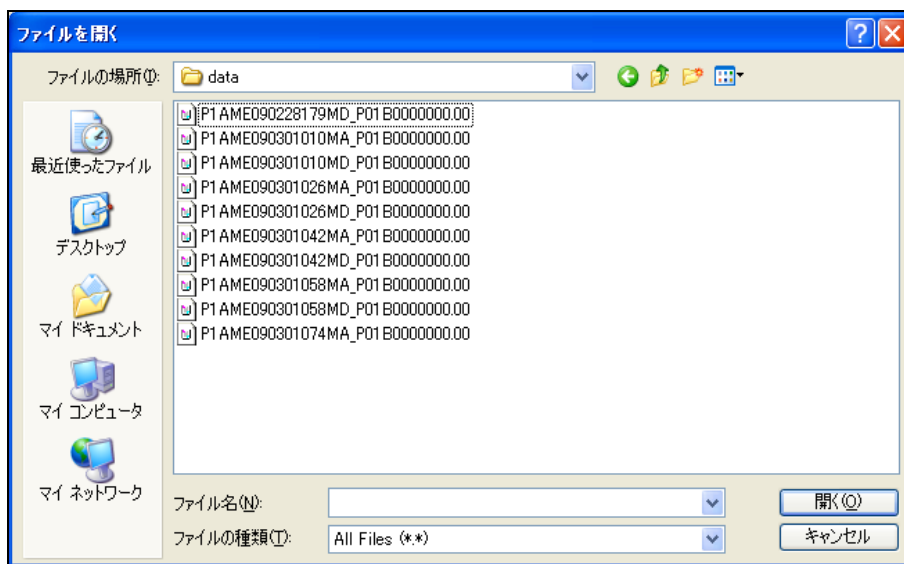 ファイルを開く
ファイルの場所(I):
data
最近使ったファイル
デスクトップ
マイ ドキュメント
マイ コンピュータ
マイ ネットワーク
P1AME090228179MD_P01B0000000.00
P1AME090301010MA_P01B0000000.00
P1AME090301010MD_P01B0000000.00
P1AME090301026MA_P01B0000000.00
P1AME090301026MD_P01B0000000.00
P1AME090301042MA_P01B0000000.00
P1AME090301042MD_P01B0000000.00
P1AME090301058MA_P01B0000000.00
P1AME090301058MD_P01B0000000.00
P1AME090301074MA_P01B0000000.00
ファイル名(N):
開く(O)
ファイルの種類(T):
All Files (*.*)
キャンセル